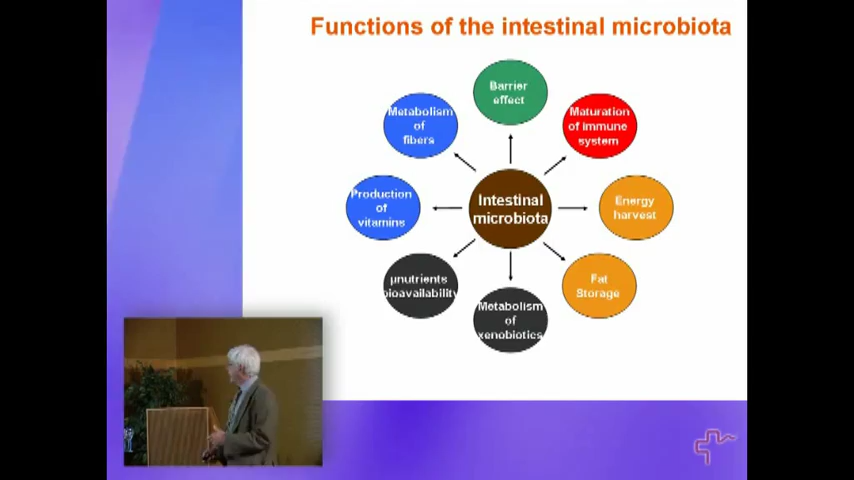 Functions of the intestinal microbiota
Barrier
effect
Metabolism
of
fibers
Maturation
of immune
system
Production
of
vitamins
Intestinal
microbiota
Energy
harvest
µnutrients
bioavailability
Fat
Storage
Metabolism
of
xenobiotics